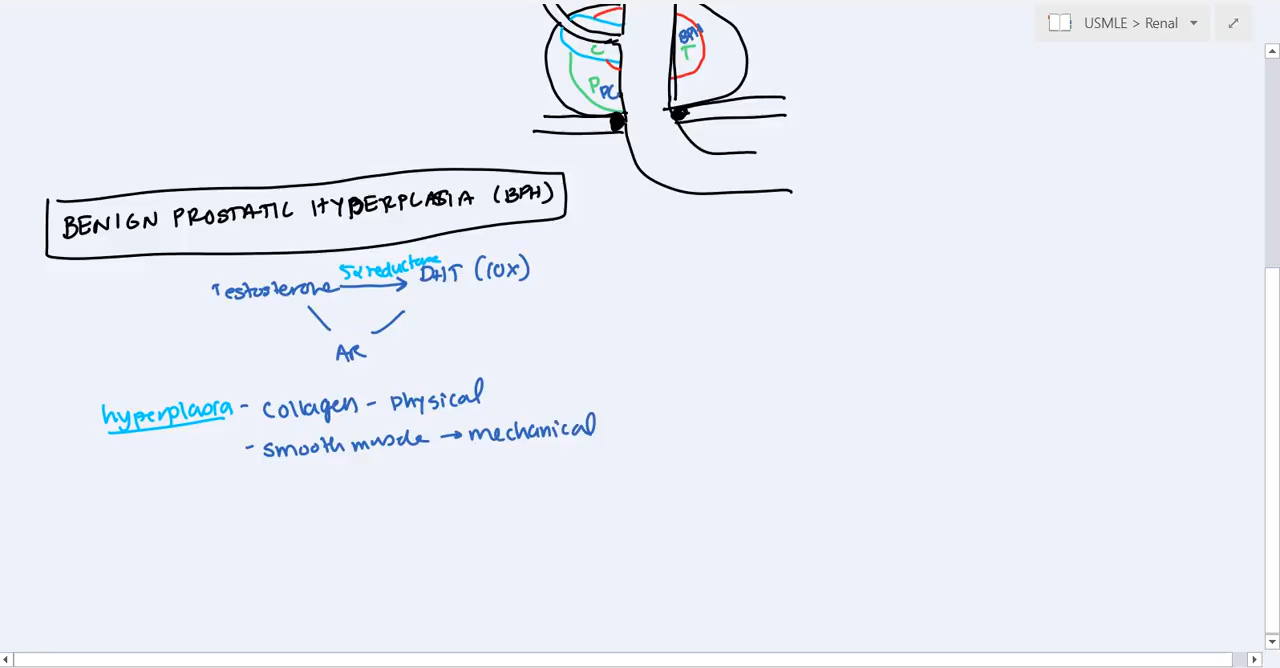 USMLE > Renal
BPH
C
T
P PC
BENIGN PROSTATIC HYPERPLASIA (BPH)
5α reductase
Testosterone DHT (10x)
AR
hyperplasia - collagen - physical
- smooth muscle → mechanical